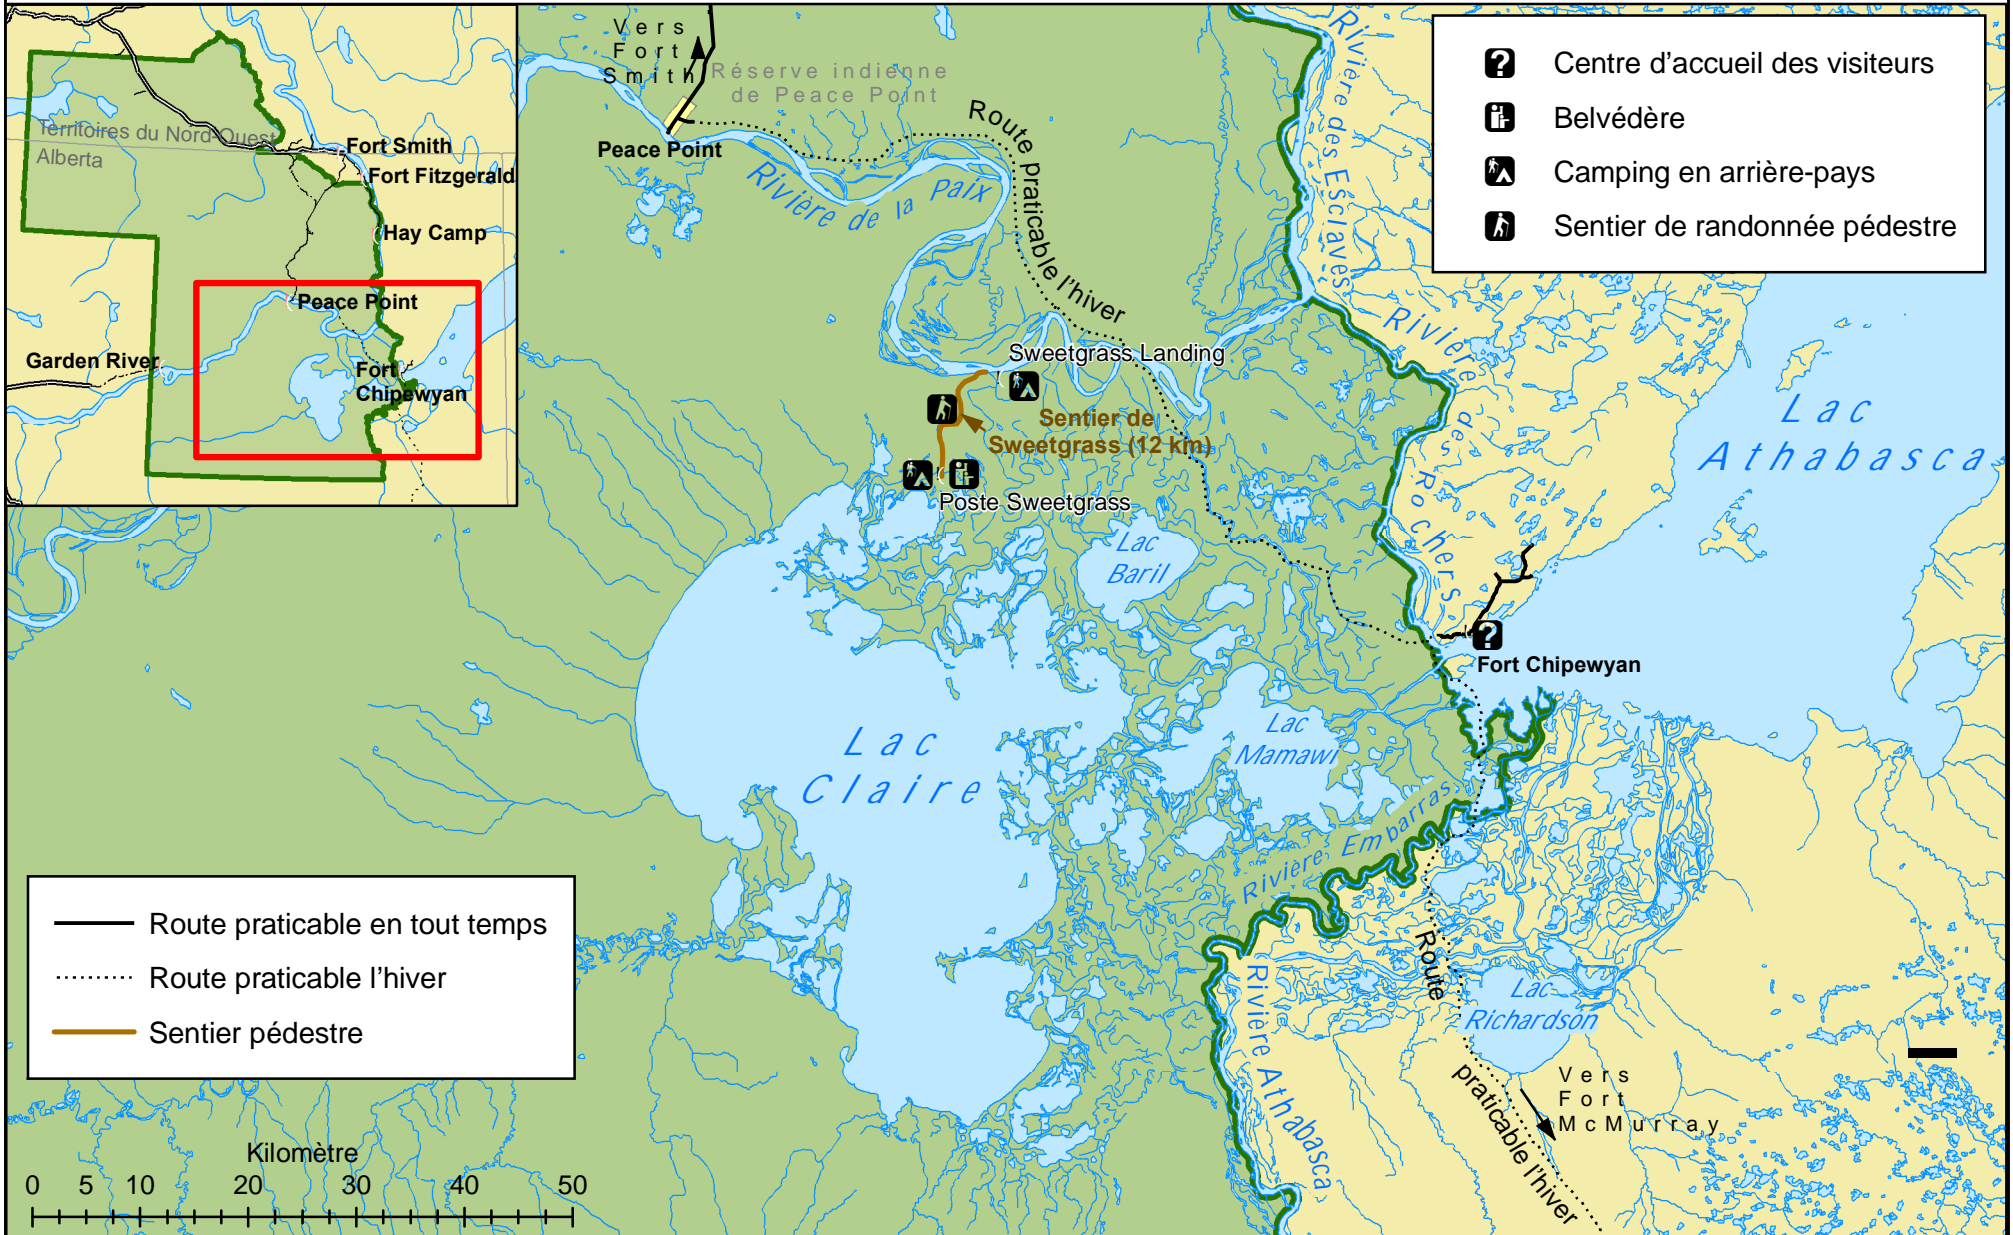 Territoires du Nord-Ouest
Alberta
Fort Smith
Fort Fitzgerald
Hay Camp
Peace Point
Garden River
Fort
Chipewyan
Vers
Fort
Smith
Réserve indienne
de Peace Point
Peace Point
Rivière de la Paix
Route praticable l'hiver
Rivière des Esclaves
Centre d'accueil des visiteurs
Belvédère
Camping en arrière-pays
Sentier de randonnée pédestre
Sweetgrass Landing
Sentier de
Sweetgrass (12 km)
Poste Sweetgrass
Rivière des Rochers
Lac
Athabasca
Lac
Baril
Fort Chipewyan
Lac
Claire
Lac
Mamawi
Rivière Embarras
Rivière Athabasca
Route praticable l'hiver
Lac
Richardson
Vers
Fort
McMurray
Route praticable en tout temps
Route praticable l'hiver
Sentier pédestre
Kilomètre
0 5 10 20 30 40 50